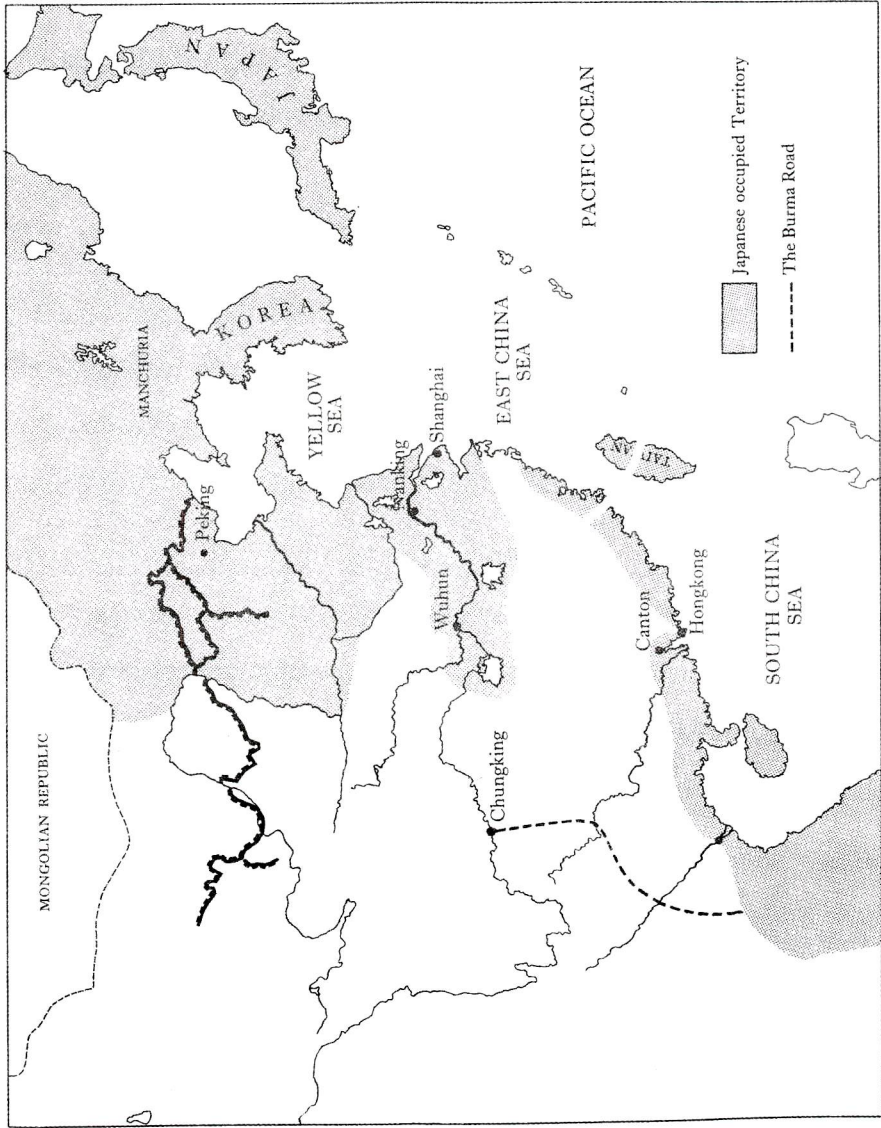 MONGOLIAN REPUBLIC
MANCHURIA
JAPAN
KOREA
Peking
YELLOW
SEA
Nanking
Shanghai
Wuhun
EAST CHINA
SEA
Chungking
PACIFIC OCEAN
TAIWAN
Canton
Hongkong
SOUTH CHINA
SEA
Japanese occupied Territory
The Burma Road